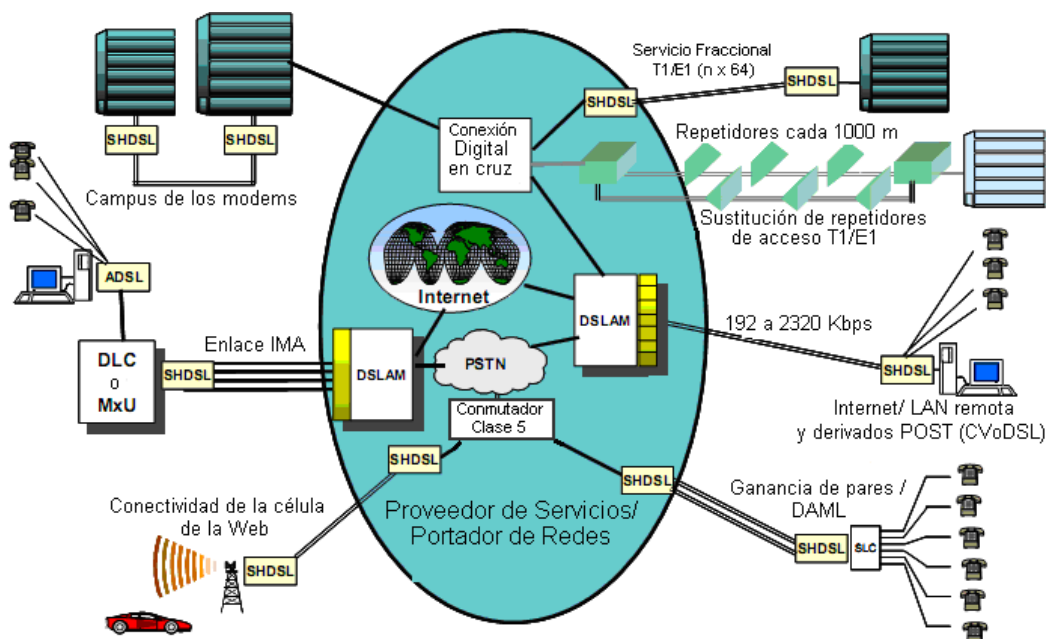 Servicio Fraccional
T1/E1 (n x 64)
SHDSL
SHDSL
SHDSL
SHDSL
Campus de los modems
Conexión
Digital
en cruz
Repetidores cada 1000 m
Sustitución de repetidores
de acceso T1/E1
ADSL
Internet
DSLAM
192 a 2320 Kbps
DLC
o
MxU
SHDSL
Enlace IMA
DSLAM
PSTN
Conmutador
Clase 5
SHDSL
Internet/ LAN remota
y derivados POST (CVoDSL)
SHDSL
SHDSL
Conectividad de la célula
de la Web
SHDSL
Proveedor de Servicios/
Portador de Redes
Ganancia de pares /
DAML
SHDSL
SLC